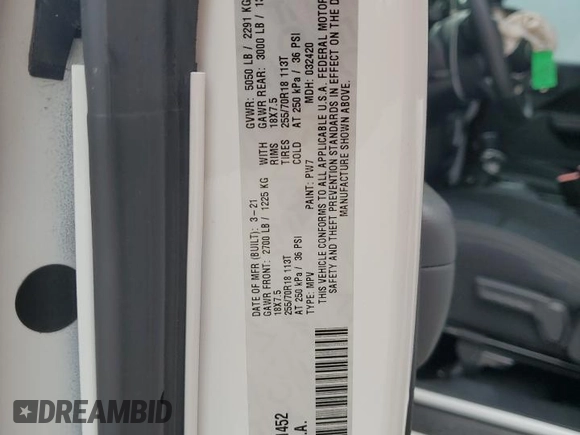 DATE OF MFR (BUILT): 3-21 GVWR: 5050 LB / 2291 KG
GAWR FRONT: 2700 LB / 1225 KG WITH GAWR REAR: 3000 LB /
18X7.5 RIMS 18X7.5
255/70R18 113T TIRES 255/70R18 113T
AT 250 kPa / 36 PSI COLD AT 250 kPa / 36 PSI
TYPE: MPV PAINT: PW7 MDH: 032420
THIS VEHICLE CONFORMS TO ALL APPLICABLE U.S.A. FEDERAL MOTOR
SAFETY AND THEFT PREVENTION STANDARDS IN EFFECT ON THE D
MANUFACTURE SHOWN ABOVE.
1452
.A.
DREAMBID